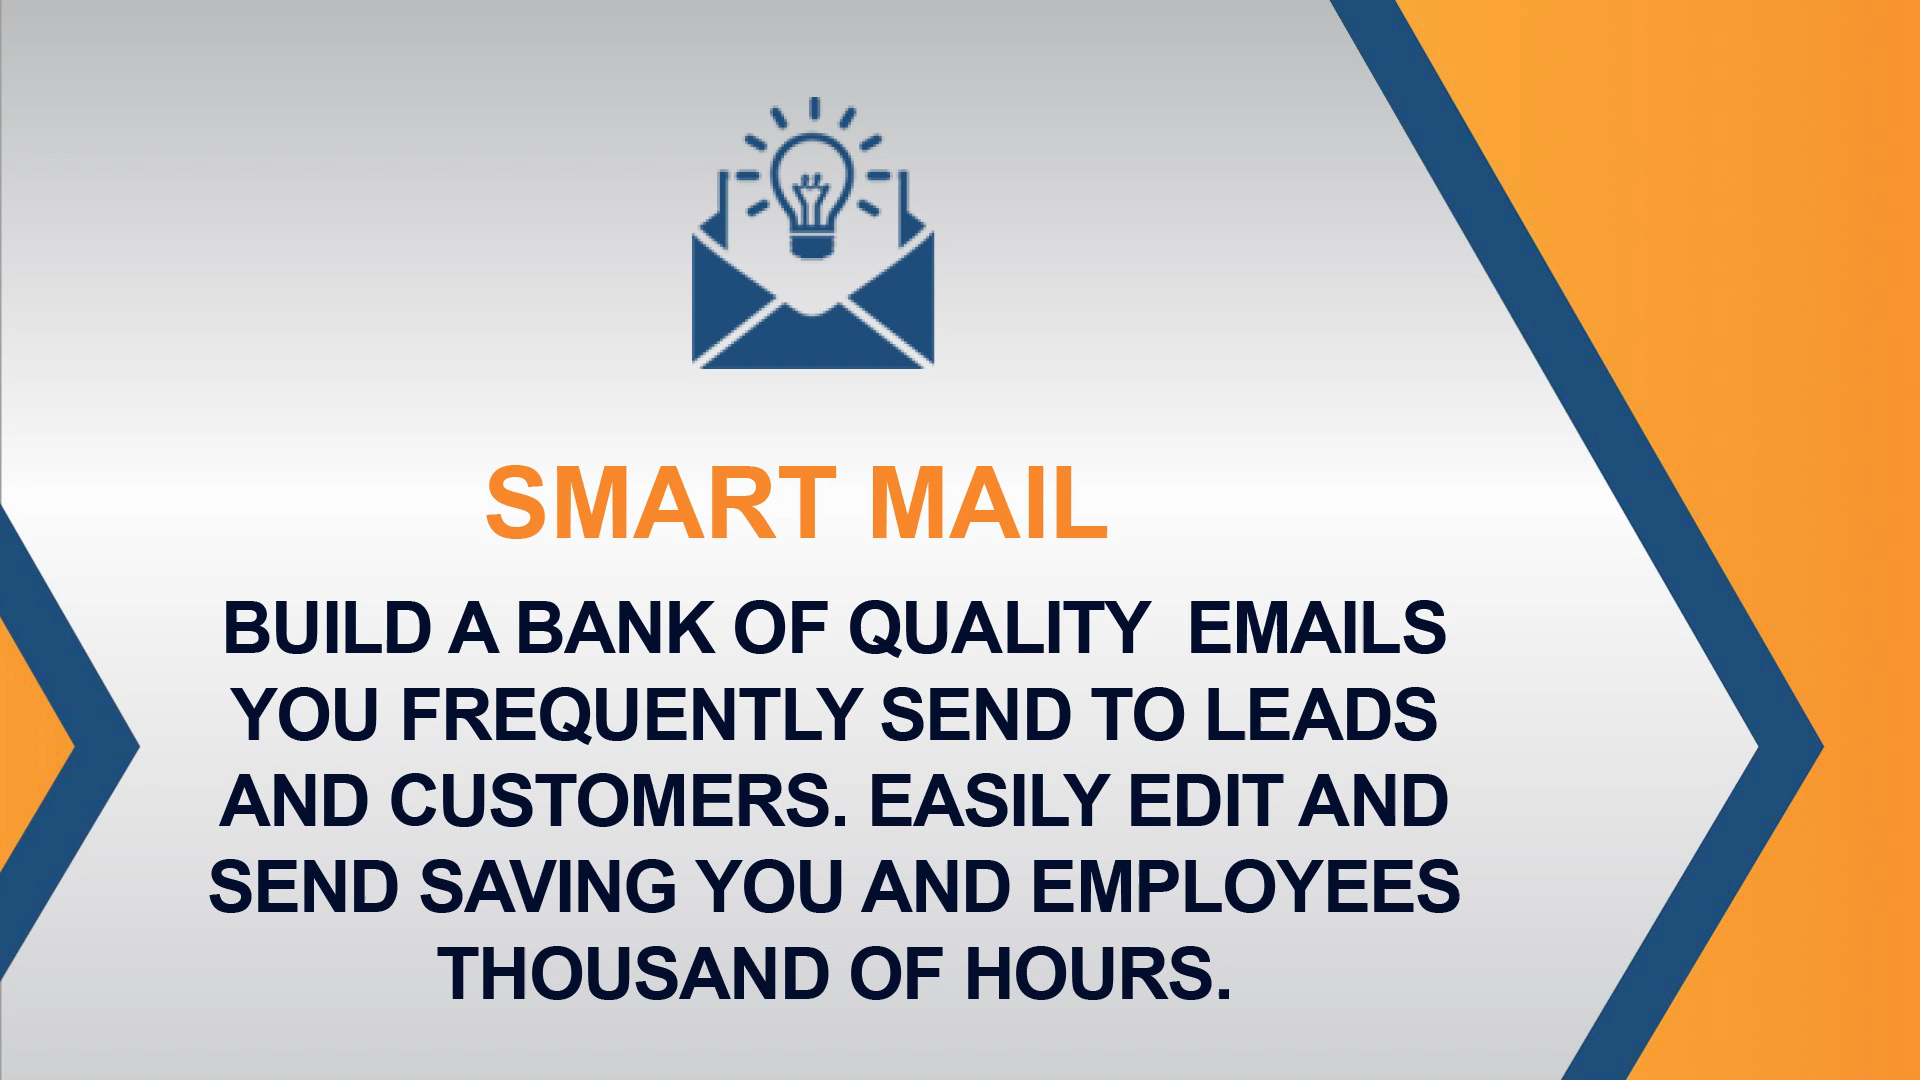 SMART MAIL
BUILD A BANK OF QUALITY  EMAILS
YOU FREQUENTLY SEND TO LEADS
AND CUSTOMERS. EASILY EDIT AND
SEND SAVING YOU AND EMPLOYEES
THOUSAND OF HOURS.